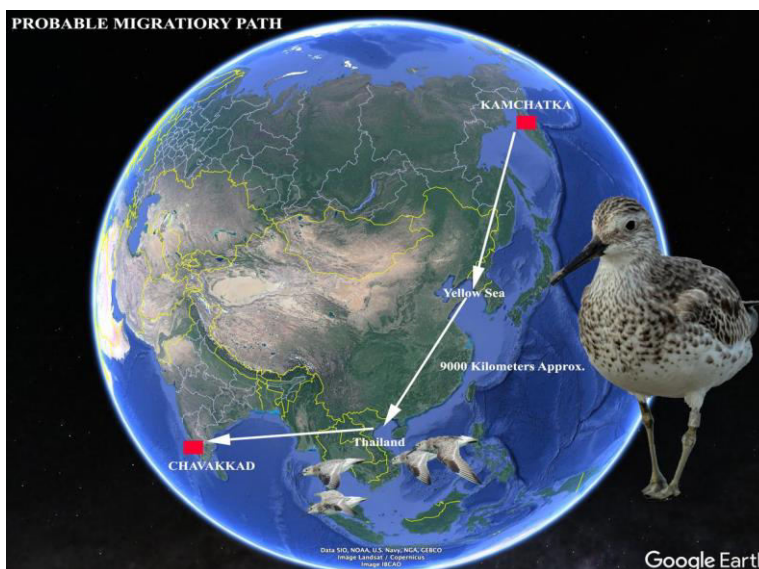 PROBABLE MIGRATIORY PATH
KAMCHATKA
Yellow Sea
9000 Kilometers Approx.
Thailand
CHAVAKKAD
Data SIO, NOAA, U.S. Navy, NGA, GEBCO
Image Landsat / Copernicus
Image IBCAO
Google Earth